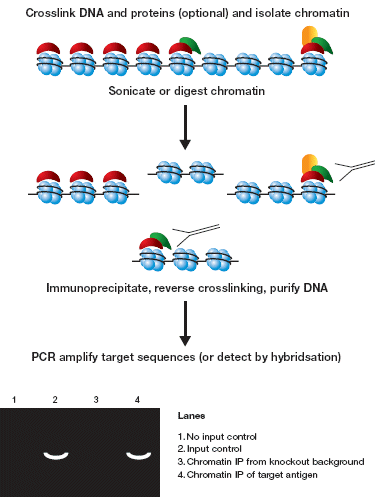 Crosslink DNA and proteins (optional) and isolate chromatin
Sonicate or digest chromatin
Immunoprecipitate, reverse crosslinking, purify DNA
PCR amplify target sequences (or detect by hybridsation)
1 2 3 4
Lanes
1. No input control
2. Input control
3. Chromatin IP from knockout background
4. Chromatin IP of target antigen